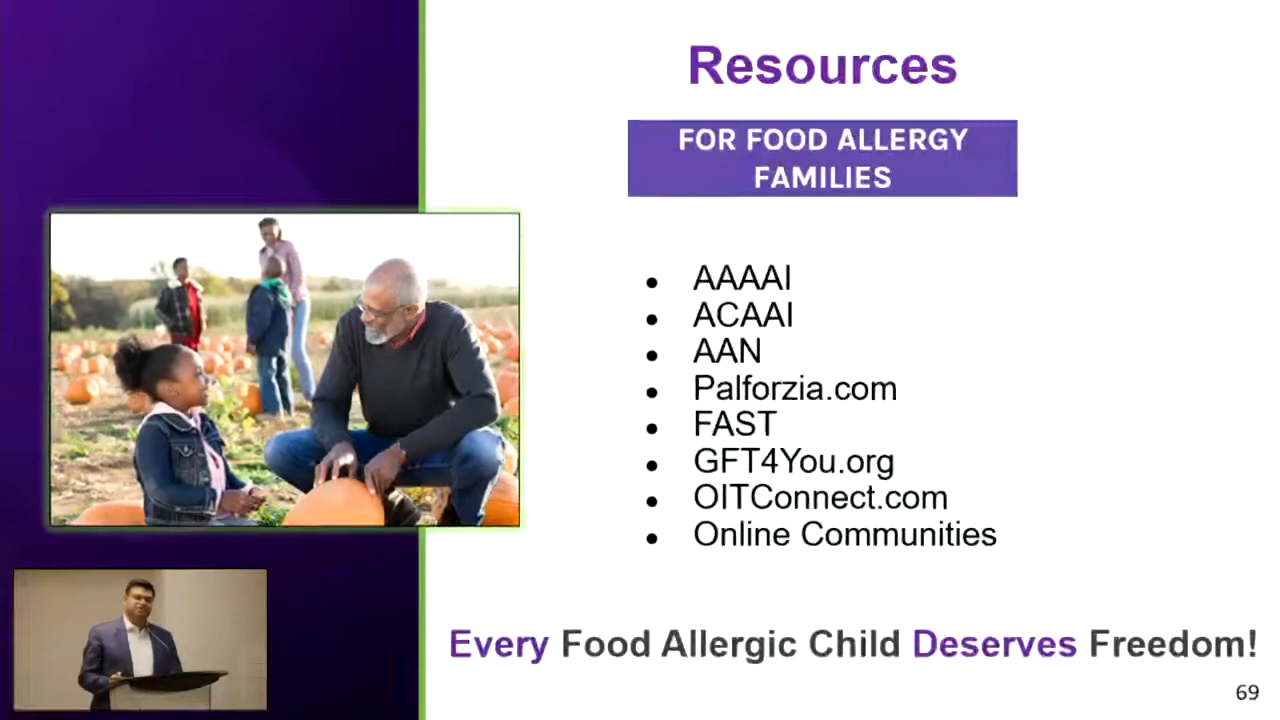 Resources
FOR FOOD ALLERGY
FAMILIES
• AAAAI
• ACAAI
• AAN
• Palforzia.com
• FAST
• GFT4You.org
• OITConnect.com
• Online Communities
Every Food Allergic Child Deserves Freedom!
69